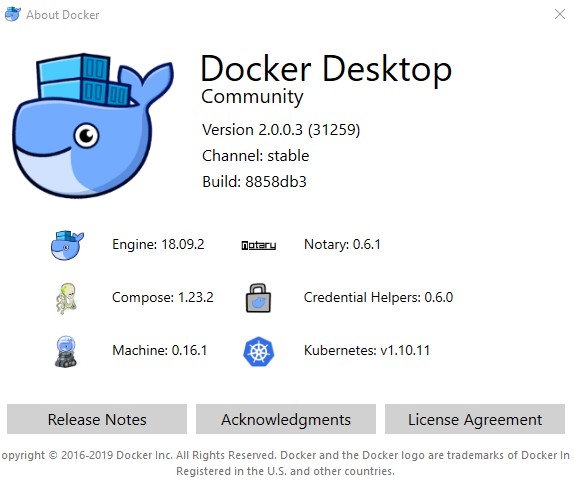 About Docker
Docker Desktop
Community
Version 2.0.0.3 (31259)
Channel: stable
Build: 8858db3
Engine: 18.09.2
notary
Notary: 0.6.1
Compose: 1.23.2
Credential Helpers: 0.6.0
Machine: 0.16.1
Kubernetes: v1.10.11
Release Notes
Acknowledgments
License Agreement
opyright © 2016-2019 Docker Inc. All Rights Reserved. Docker and the Docker logo are trademarks of Docker In
Registered in the U.S. and other countries.